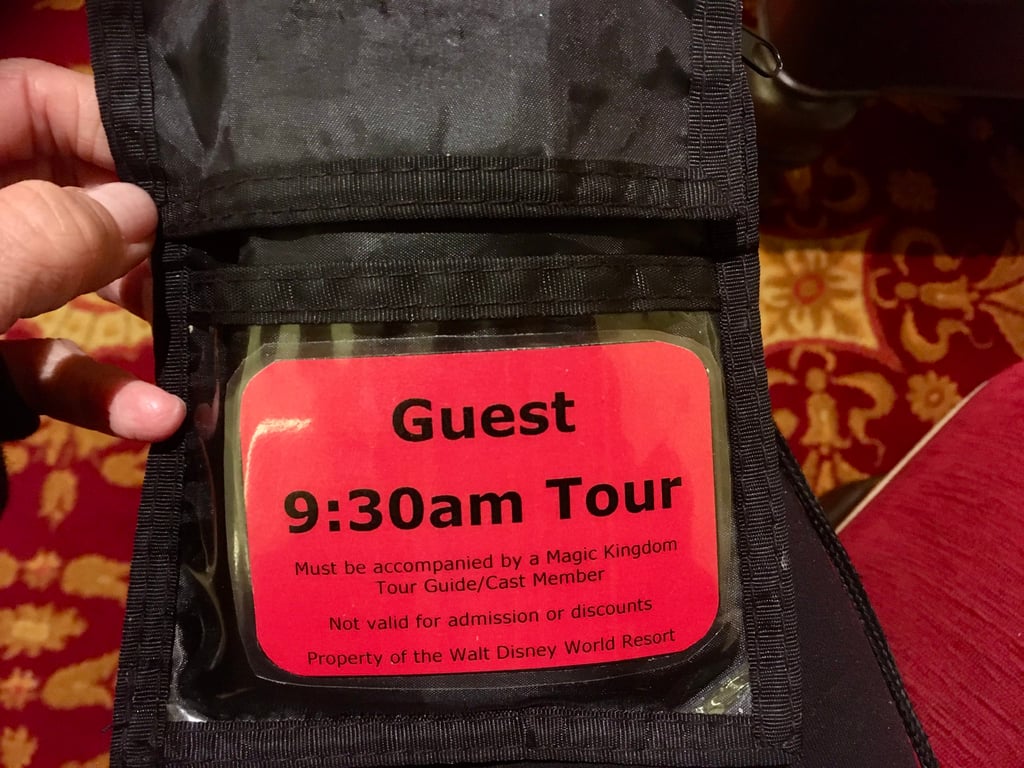 Guest
9:30am Tour
Must be accompanied by a Magic Kingdom
Tour Guide/Cast Member
Not valid for admission or discounts
Property of the Walt Disney World Resort